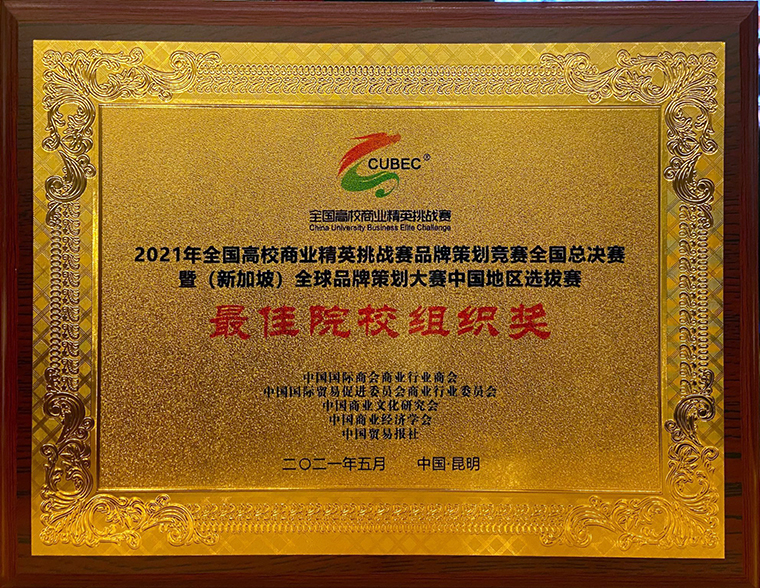 CUBEC®
全国高校商业精英挑战赛
China University Business Elite Challenge
2021年全国高校商业精英挑战赛品牌策划竞赛全国总决赛
暨（新加坡）全球品牌策划大赛中国地区选拔赛
最佳院校组织奖
中国国际商会商业行业商会
中国国际贸易促进委员会商业行业委员会
中国商业文化研究会
中国商业经济学会
中国贸易报社
二〇二一年五月 中国·昆明